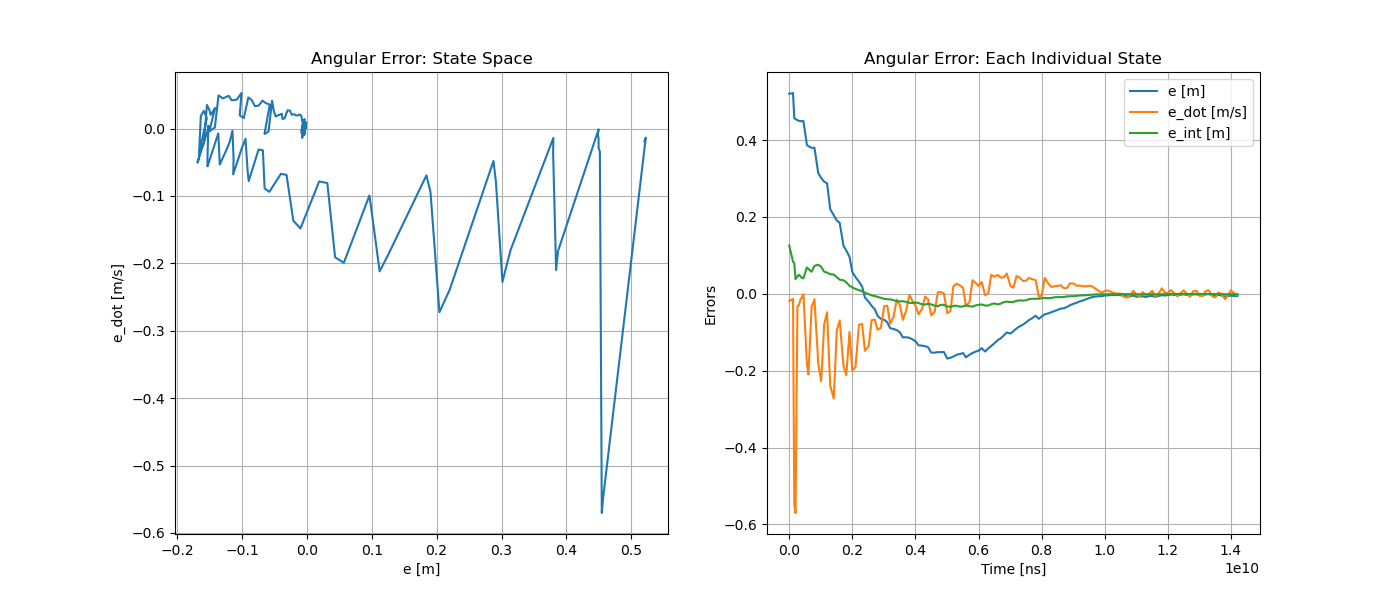 Angular Error: State Space
e_dot [m/s]
0.0
−0.1
−0.2
−0.3
−0.4
−0.5
−0.6
−0.2 −0.1 0.0 0.1 0.2 0.3 0.4 0.5
e [m]
Angular Error: Each Individual State
Errors
0.4
0.2
0.0
−0.2
−0.4
−0.6
e [m]
e_dot [m/s]
e_int [m]
0.0 0.2 0.4 0.6 0.8 1.0 1.2 1.4
1e10
Time [ns]